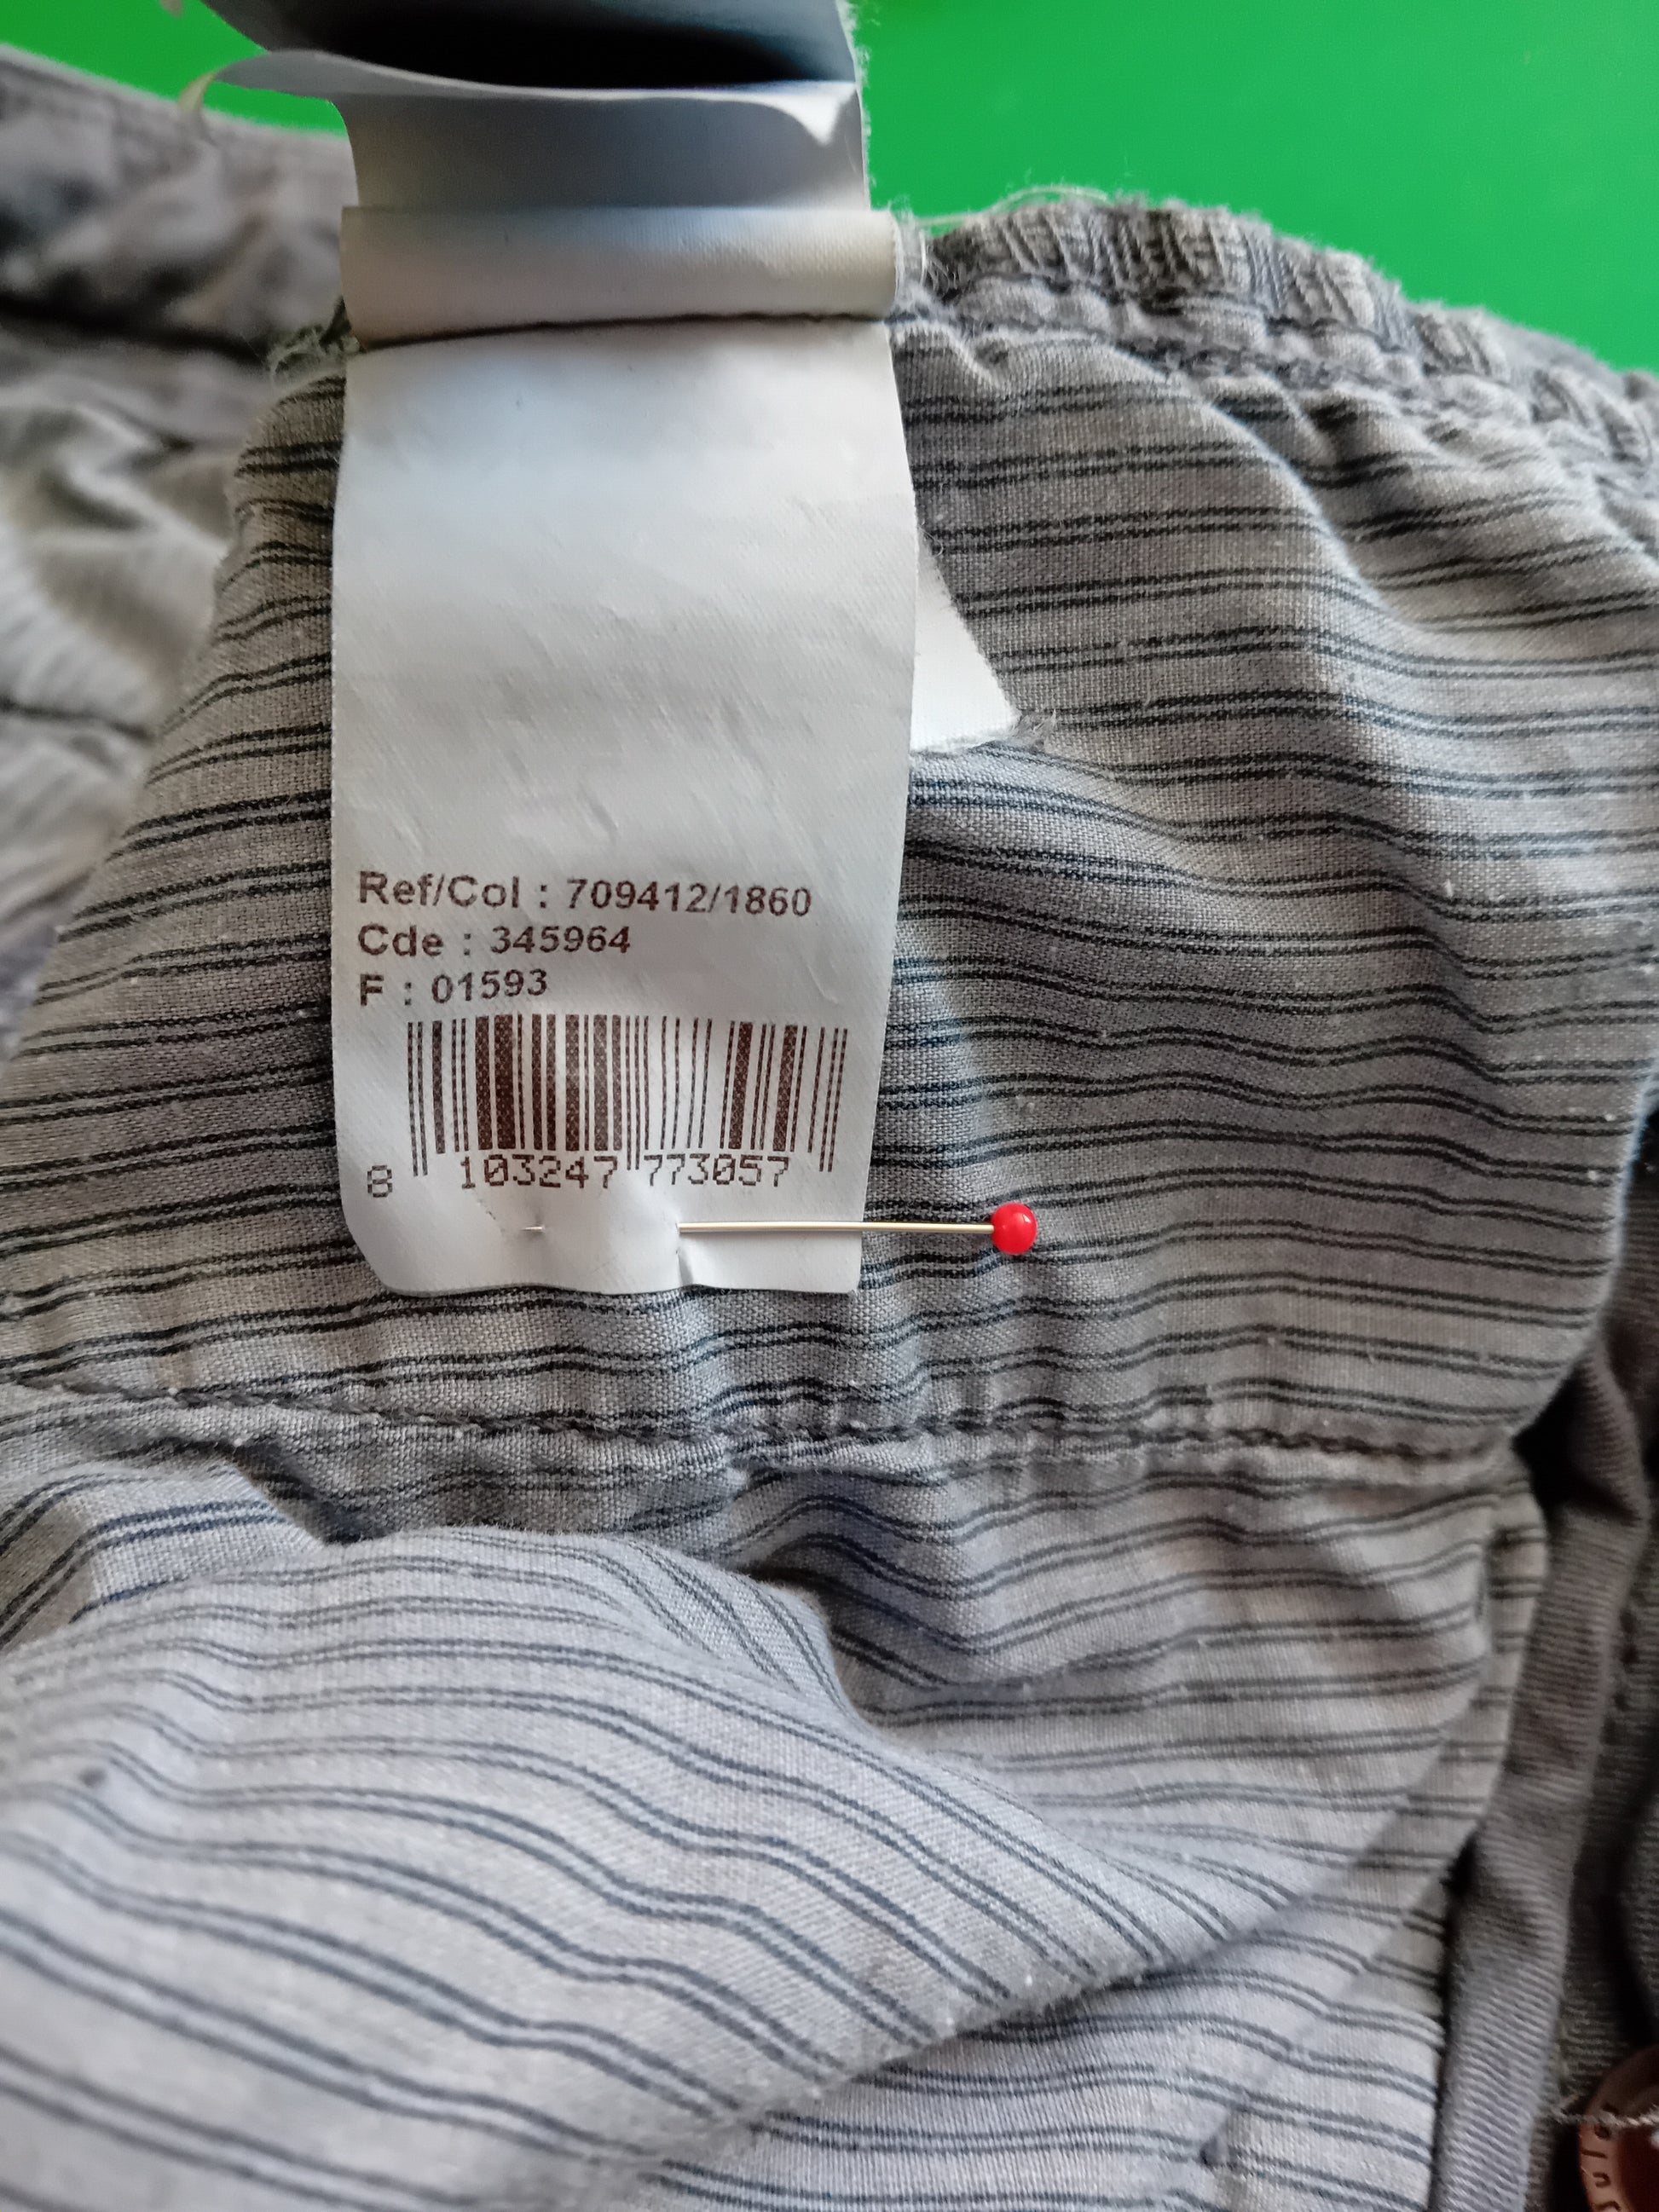 Ref/Col : 709412/1860
Cde : 345964
F : 01593
8 103247 773057